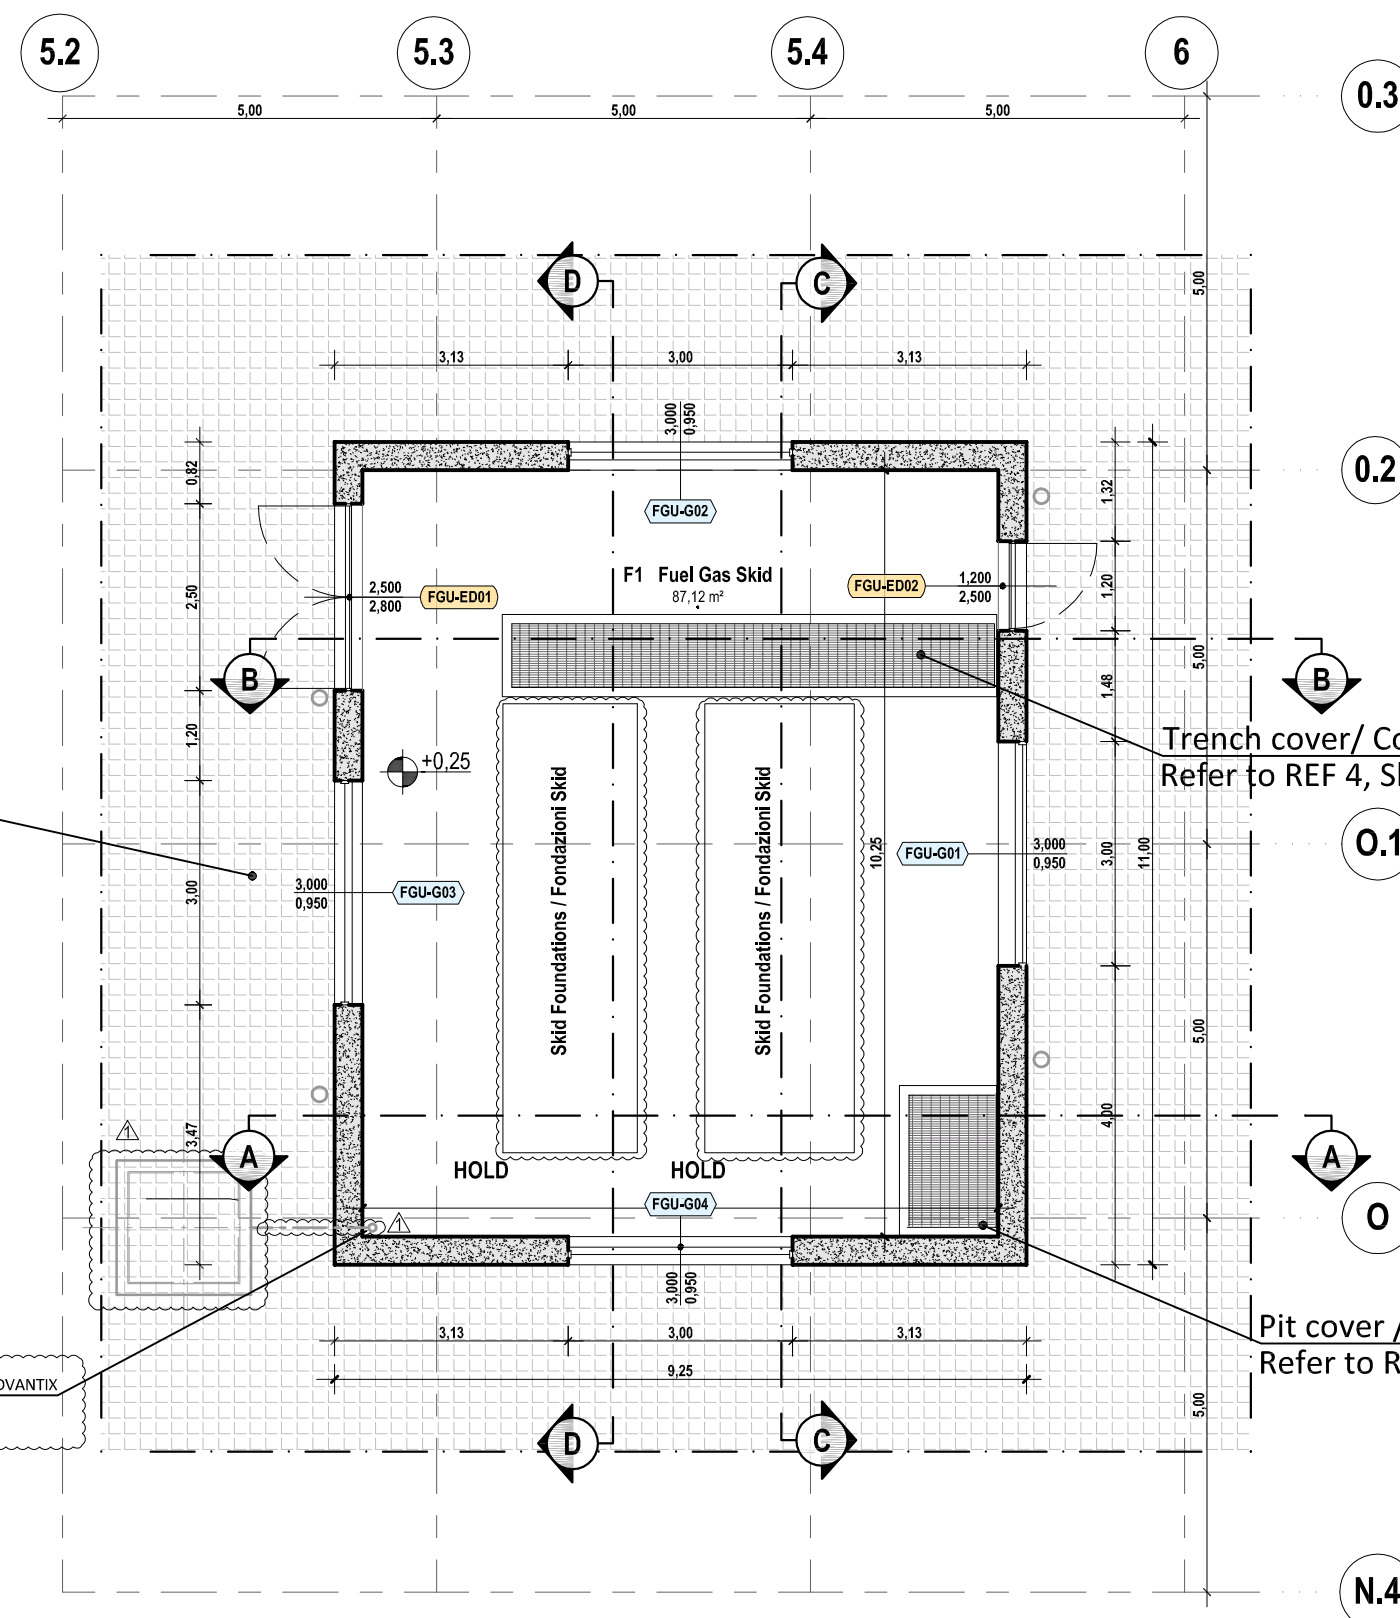 5.2
5.3
5.4
6
0.3
5,00
5,00
5,00
D
C
5,00
3,13
3,00
3,13
3,000
0,950
0,82
0.2
1,32
FGU-G02
F1 Fuel Gas Skid
87,12 m²
2,500
2,800
FGU-ED01
FGU-ED02
1,200
2,500
2,50
1,20
5,00
B
B
1,48
1,20
Trench cover/ Co
Refer to REF 4, S
+0,25
Skid Foundations / Fondazioni Skid
Skid Foundations / Fondazioni Skid
10,25
FGU-G01
3,000
0,950
3,00
11,00
O.1
3,00
3,000
0,950
FGU-G03
5,00
4,00
1
3,47
A
A
HOLD
HOLD
FGU-G04
1
O
3,000
0,950
3,13
3,00
3,13
Pit cover /
Refer to R
9,25
OVANTIX
5,00
D
C
N.4